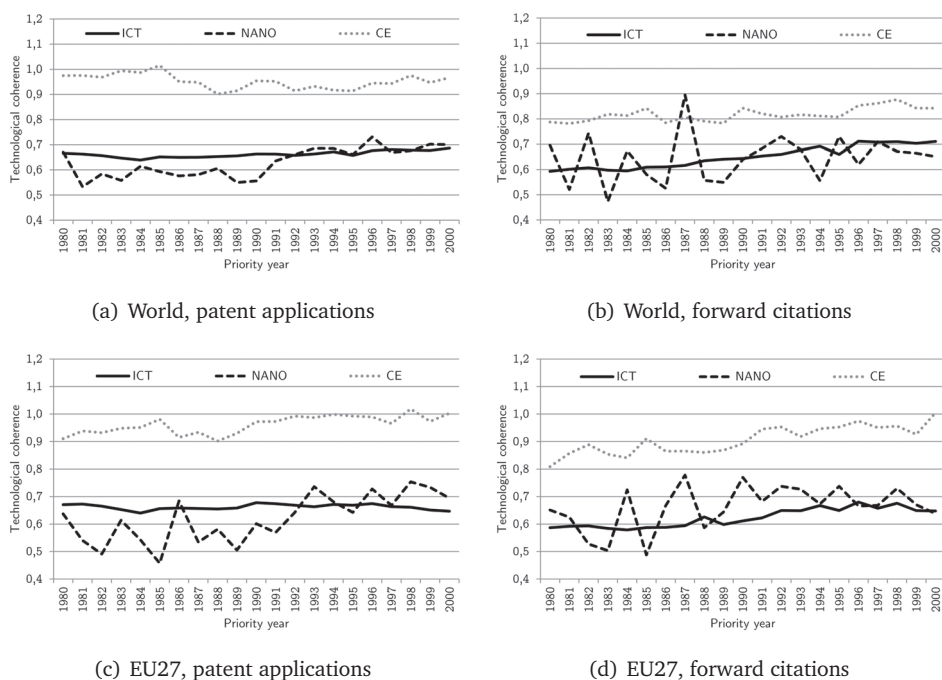 1,2
1,1
1,0
0,9
0,8
0,7
0,6
0,5
0,4
Technological coherence
ICT NANO CE
1980 1981 1982 1983 1984 1985 1986 1987 1988 1989 1990 1991 1992 1993 1994 1995 1996 1997 1998 1999 2000
Priority year
(a) World, patent applications
1,2
1,1
1,0
0,9
0,8
0,7
0,6
0,5
0,4
Technological coherence
ICT NANO CE
1980 1981 1982 1983 1984 1985 1986 1987 1988 1989 1990 1991 1992 1993 1994 1995 1996 1997 1998 1999 2000
Priority year
(b) World, forward citations
1,2
1,1
1,0
0,9
0,8
0,7
0,6
0,5
0,4
Technological coherence
ICT NANO CE
1980 1981 1982 1983 1984 1985 1986 1987 1988 1989 1990 1991 1992 1993 1994 1995 1996 1997 1998 1999 2000
Priority year
(c) EU27, patent applications
1,2
1,1
1,0
0,9
0,8
0,7
0,6
0,5
0,4
Technological coherence
ICT NANO CE
1980 1981 1982 1983 1984 1985 1986 1987 1988 1989 1990 1991 1992 1993 1994 1995 1996 1997 1998 1999 2000
Priority year
(d) EU27, forward citations